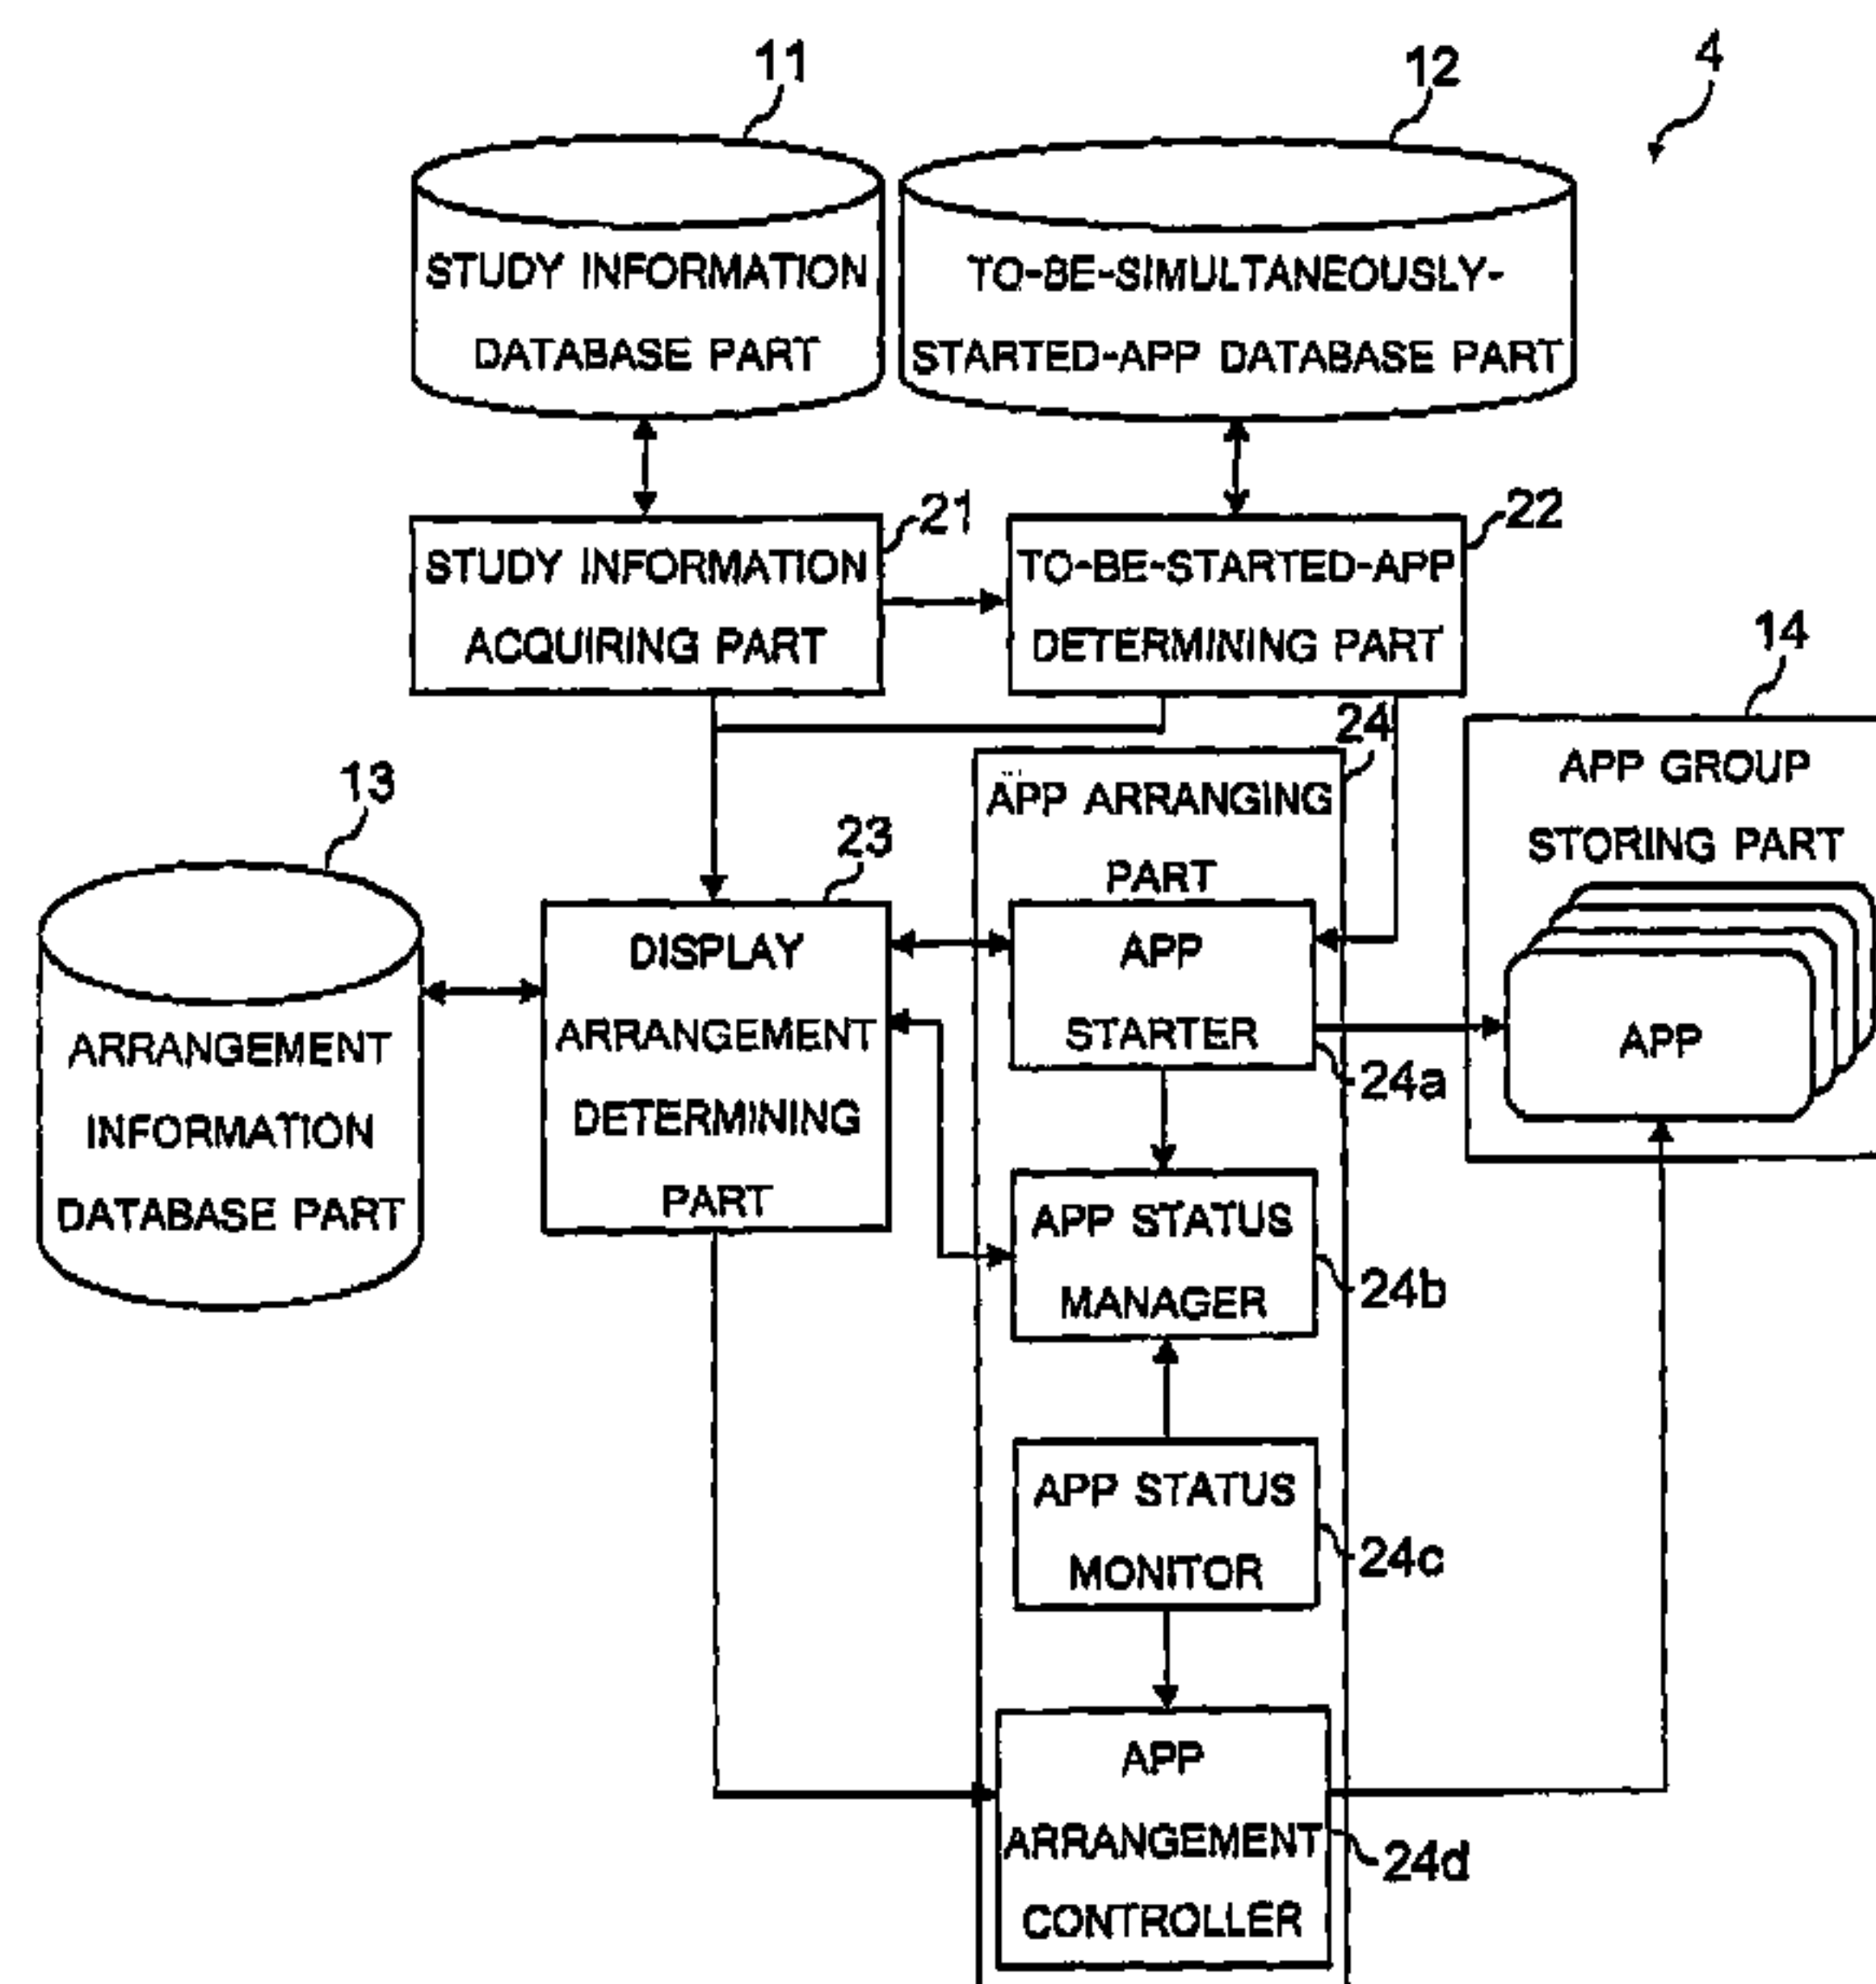 11
12
4
STUDY INFORMATION
DATABASE PART
TO-BE-SIMULTANEOUSLY-
STARTED-APP DATABASE PART
21
22
STUDY INFORMATION
ACQUIRING PART
TO-BE-STARTED-APP
DETERMINING PART
14
24
APP GROUP
STORING PART
APP
13
ARRANGEMENT
INFORMATION
DATABASE PART
23
DISPLAY
ARRANGEMENT
DETERMINING
PART
APP ARRANGING
PART
APP
STARTER
24a
APP STATUS
MANAGER
24b
APP STATUS
MONITOR
24c
APP
ARRANGEMENT
CONTROLLER
24d